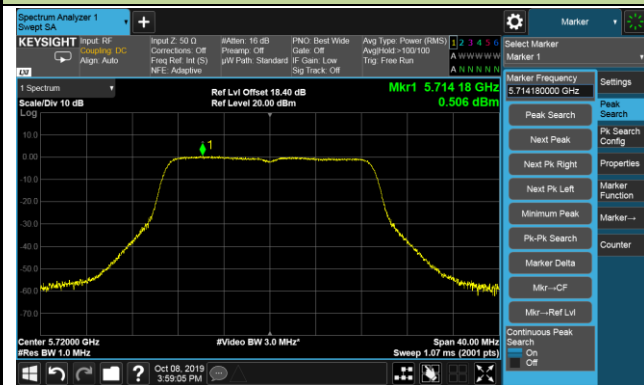 Spectrum Analyzer 1
Swept SA
+
Marker
KEYSIGHT
Input: RF
Coupling: DC
Align: Auto
Input Z: 50 Ω
Corrections: Off
Freq Ref: Int (S)
NFE: Adaptive
#Atten: 16 dB
Preamp: Off
µW Path: Standard
PNO: Best Wide
Gate: Off
IF Gain: Low
Sig Track: Off
Avg Type: Power (RMS)
Avg|Hold >100/100
Trig: Free Run
1 2 3 4 5 6
A W W W W W
A N N N N N
LXI
Select Marker
Marker 1
1 Spectrum
Scale/Div 10 dB
Log
Ref Lvl Offset 18.40 dB
Ref Level 20.00 dBm
Mkr1 5.714 18 GHz
0.506 dBm
1
10.0
0.00
-10.0
-20.0
-30.0
-40.0
-50.0
-60.0
-70.0
Center 5.72000 GHz
#Res BW 1.0 MHz
#Video BW 3.0 MHz*
Span 40.00 MHz
Sweep 1.07 ms (2001 pts)
Marker Frequency
5.714180000 GHz
Peak Search
Next Peak
Next Pk Right
Next Pk Left
Minimum Peak
Pk-Pk Search
Marker Delta
Mkr→CF
Mkr→Ref Lvl
Continuous Peak
Search
On
Off
Settings
Peak
Search
Pk Search
Config
Properties
Marker
Function
Marker→
Counter
?
Oct 08, 2019
3:59:05 PM